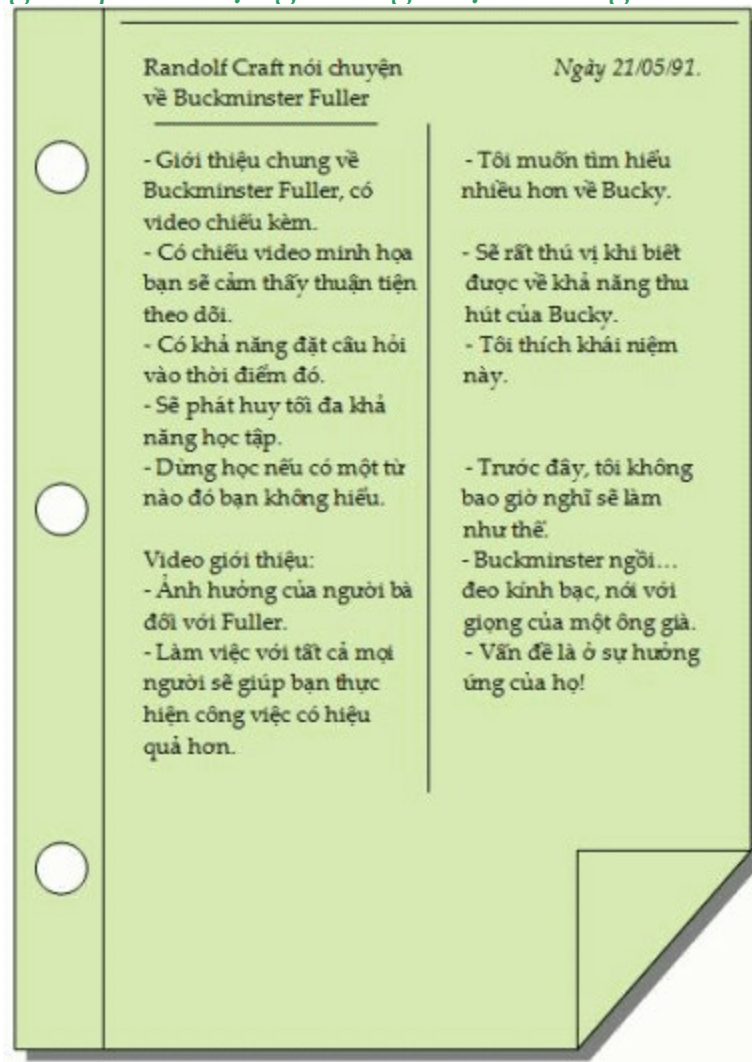 Randolf Craft nói chuyện
về Buckminster Fuller
Ngày 21/05/91.
- Giới thiệu chung về
Buckminster Fuller, có
video chiếu kèm.
- Có chiếu video minh họa
bạn sẽ cảm thấy thuận tiện
theo dõi.
- Có khả năng đặt câu hỏi
vào thời điểm đó.
- Sẽ phát huy tối đa khả
năng học tập.
- Dừng học nếu có một từ
nào đó bạn không hiểu.
Video giới thiệu:
- Ảnh hưởng của người bà
đối với Fuller.
- Làm việc với tất cả mọi
người sẽ giúp bạn thực
hiện công việc có hiệu
quả hơn.
- Tôi muốn tìm hiểu
nhiều hơn về Bucky.
- Sẽ rất thú vị khi biết
được về khả năng thu
hút của Bucky.
- Tôi thích khái niệm
này.
- Trước đây, tôi không
bao giờ nghĩ sẽ làm
như thế.
- Buckminster ngồi...
đeo kính bạc, nói với
giọng của một ông già.
- Vấn đề là ở sự hưởng
ứng của họ!